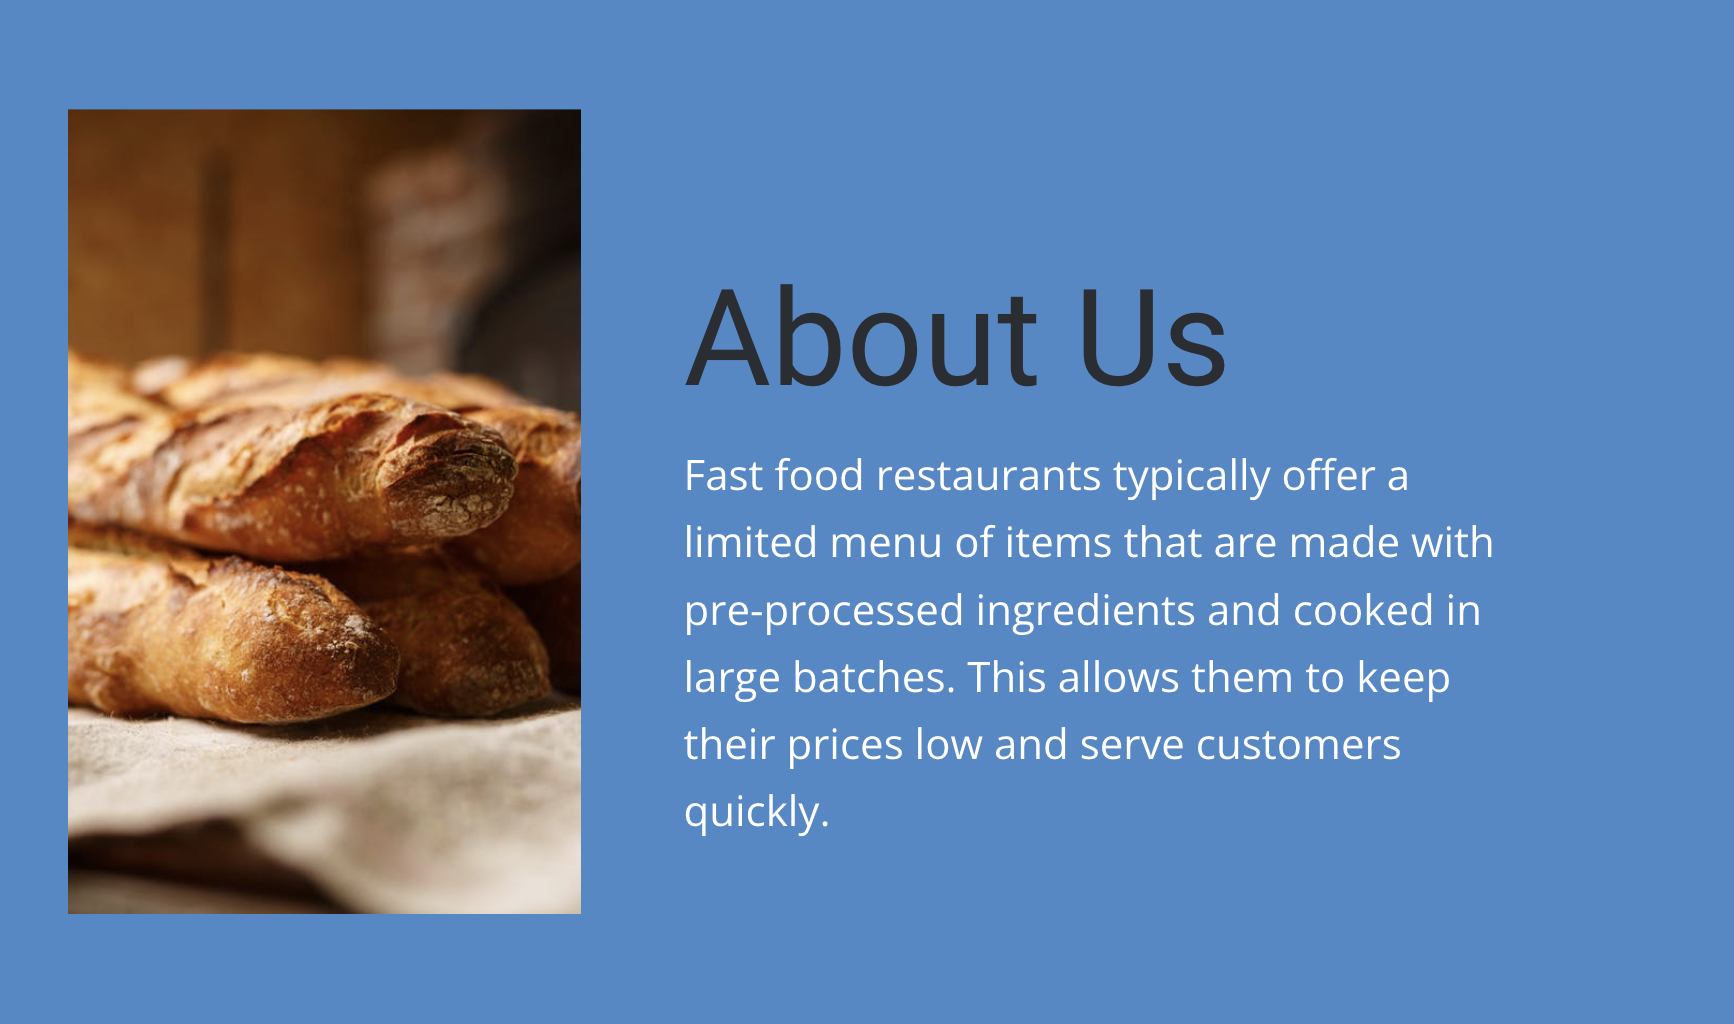 About Us
Fast food restaurants typically offer a
limited menu of items that are made with
pre-processed ingredients and cooked in
large batches. This allows them to keep
their prices low and serve customers
quickly.